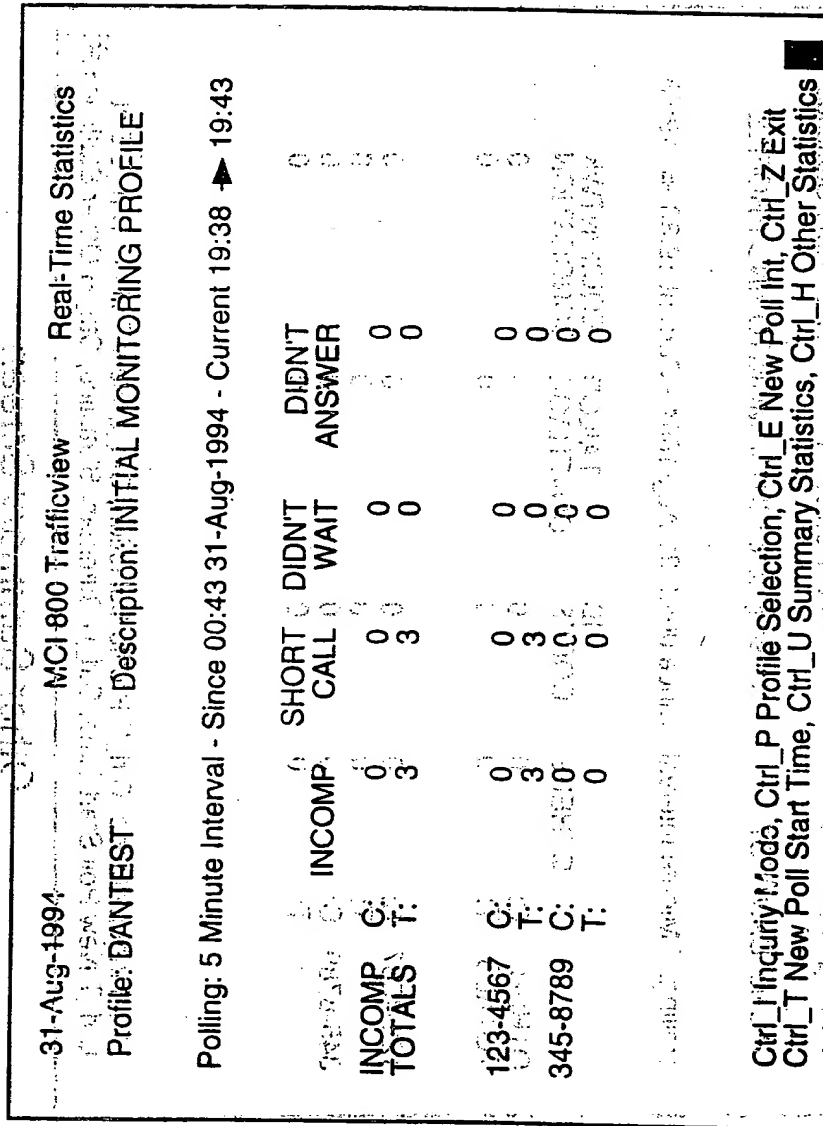 31-Aug-1994 MCI 800 Trafficview Real-Time Statistics
Profile: DANTEST Description: INITIAL MONITORING PROFILE
Polling: 5 Minute Interval - Since 00:43 31-Aug-1994 - Current 19:38 → 19:43
INCOMP SHORT CALL DIDN'T WAIT DIDN'T ANSWER
INCOMP C: 0 0 0 0
TOTALS T: 3 3 0 0
123-4567 C: 0 0 0 0
T: 3 3 0 0
345-8789 C: 0 0 0 0
T: 0 0 0 0
Ctrl_I Inquriy Mode, Ctrl_P Profile Selection, Ctrl_E New Poll Int, Ctrl_Z Exit
Ctrl_T New Poll Start Time, Ctrl_U Summary Statistics, Ctrl_H Other Statistics